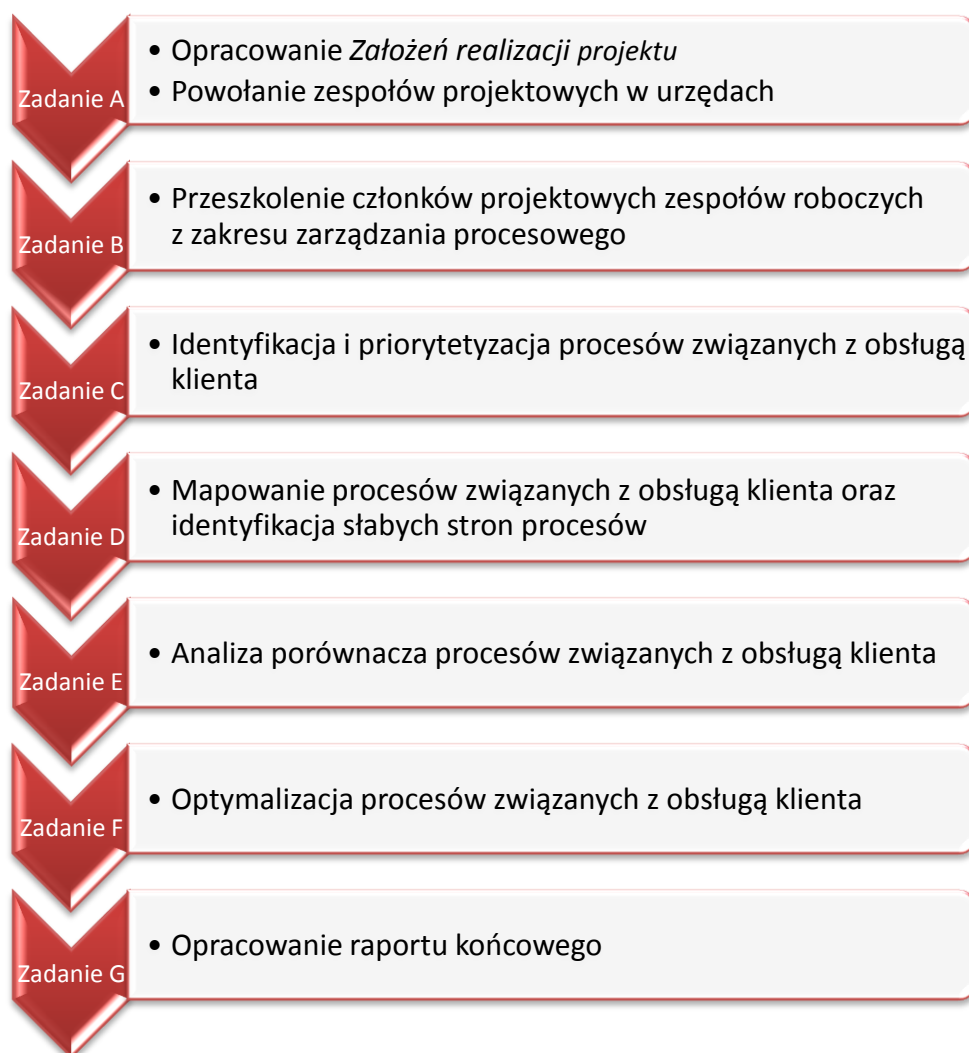 Zadanie A
• Opracowanie Założeń realizacji projektu
• Powołanie zespołów projektowych w urzędach
Zadanie B
• Przeszkolenie członków projektowych zespołów roboczych
z zakresu zarządzania procesowego
Zadanie C
• Identyfikacja i priorytetyzacja procesów związanych z obsługą
klienta
Zadanie D
• Mapowanie procesów związanych z obsługą klienta oraz
identyfikacja słabych stron procesów
Zadanie E
• Analiza porównacza procesów związanych z obsługą klienta
Zadanie F
• Optymalizacja procesów związanych z obsługą klienta
Zadanie G
• Opracowanie raportu końcowego